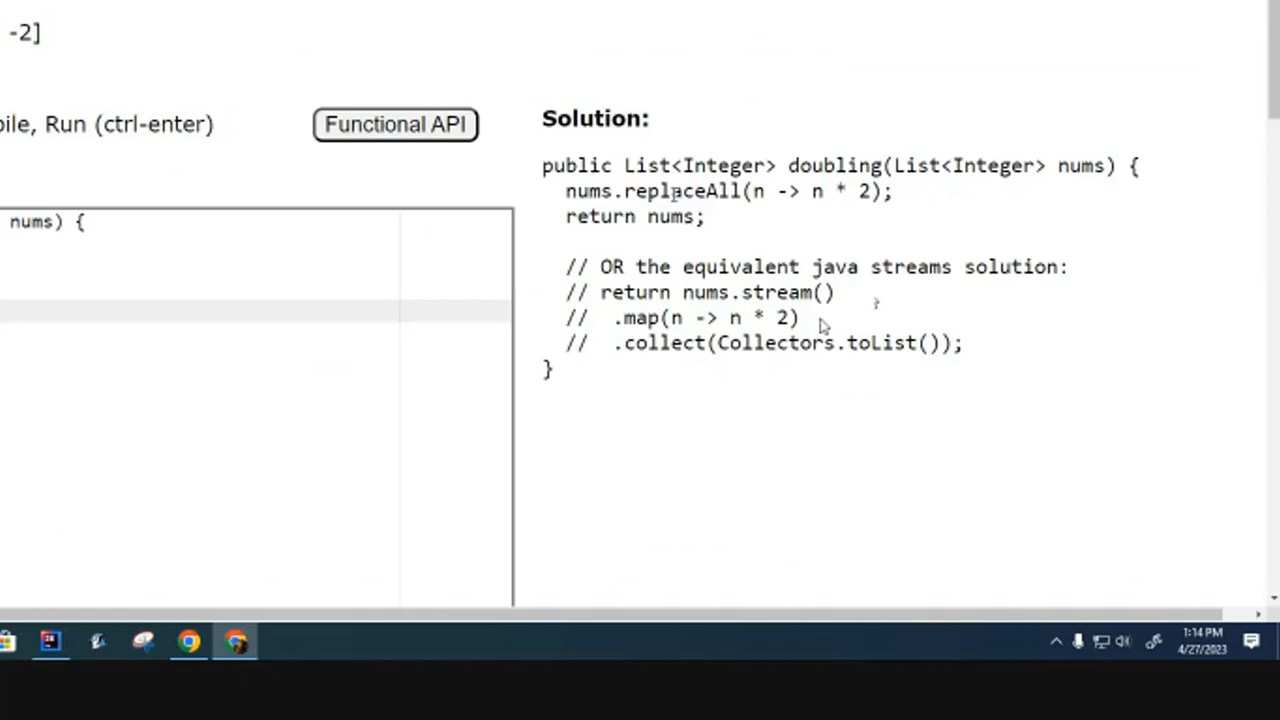 -2]
pile, Run (ctrl-enter)
Functional API
Solution:
public List<Integer> doubling(List<Integer> nums) {
nums.replaceAll(n -> n * 2);
return nums;
nums) {
// OR the equivalent java streams solution:
// return nums.stream()
// .map(n -> n * 2)
// .collect(Collectors.toList());
}
1:14 PM
4/27/2023